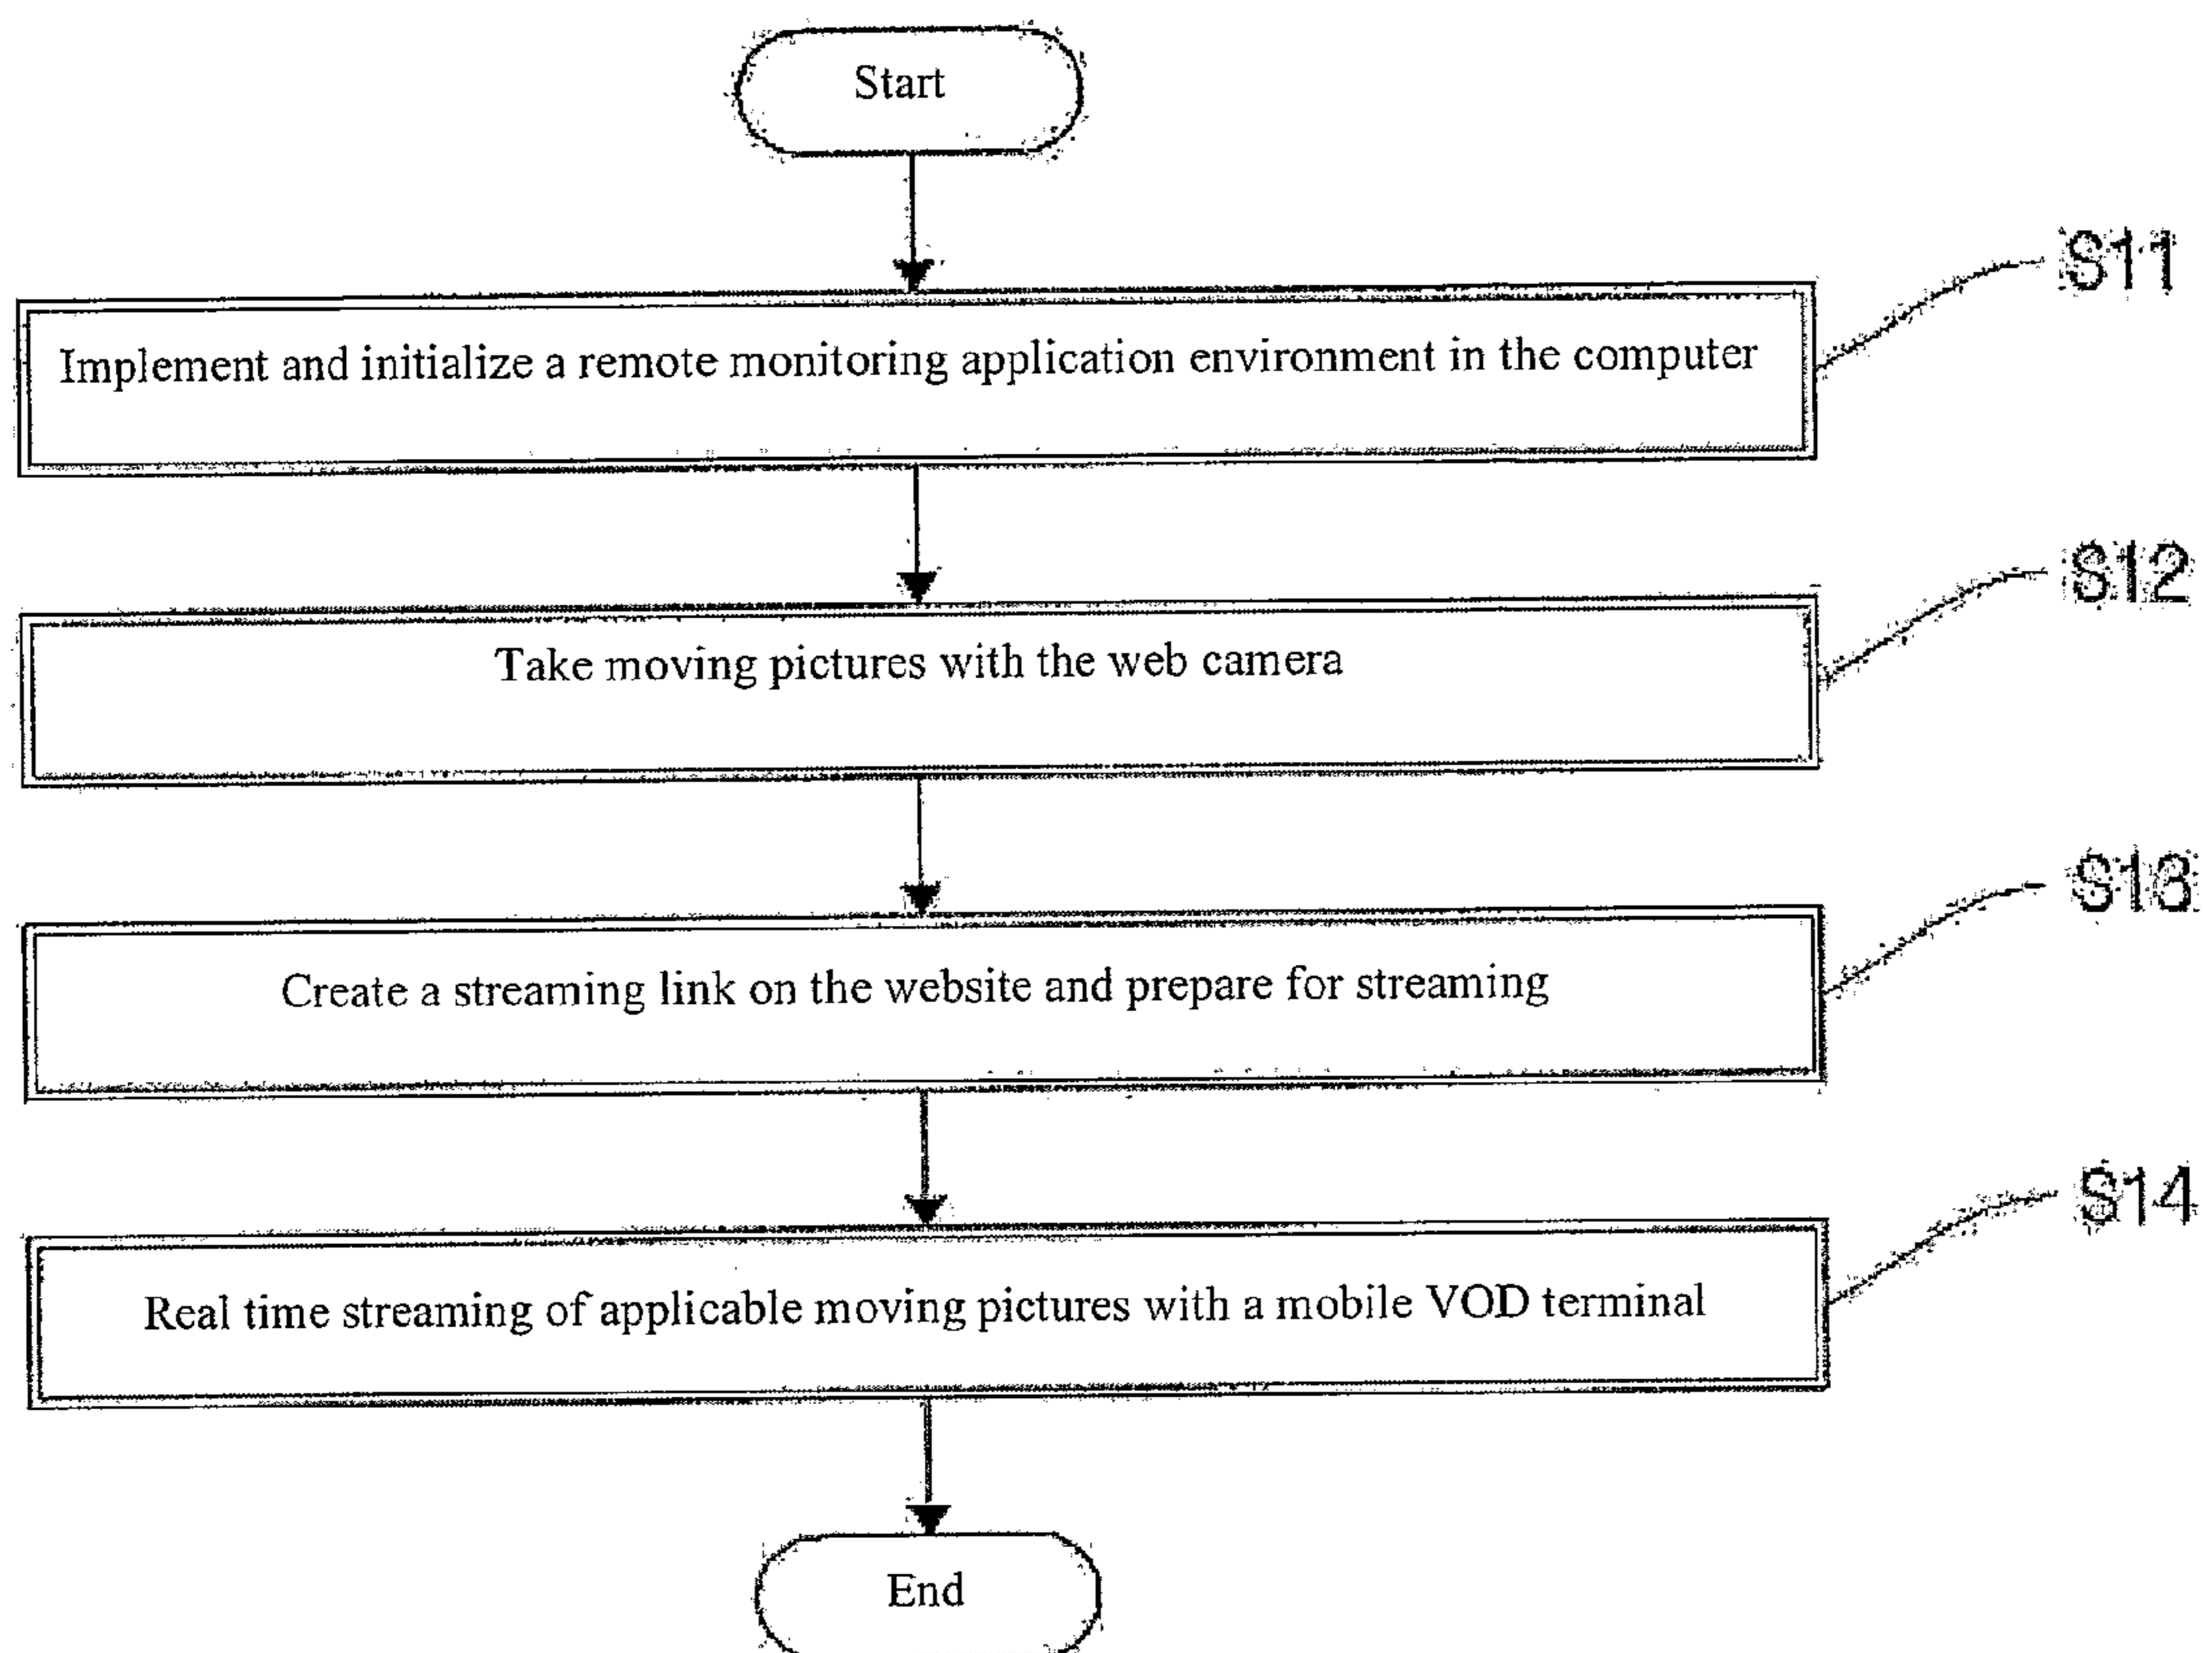 Start
S11
Implement and initialize a remote monitoring application environment in the computer
S12
Take moving pictures with the web camera
S13
Create a streaming link on the website and prepare for streaming
S14
Real time streaming of applicable moving pictures with a mobile VOD terminal
End